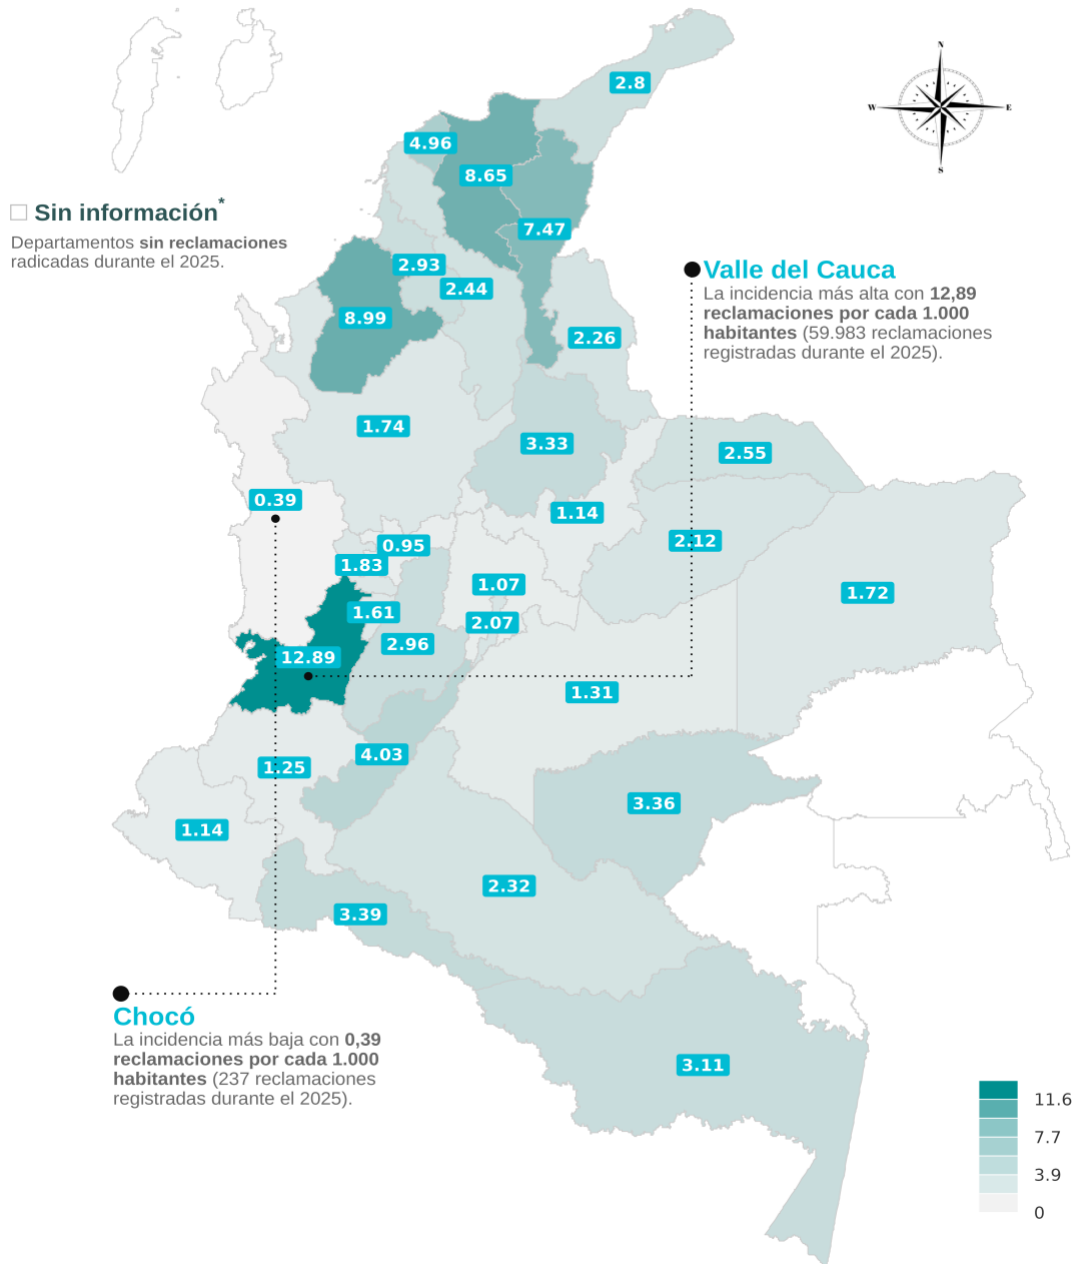 N
W
E
S
2.8
4.96
8.65
7.47
Sin información*
Departamentos sin reclamaciones
radicadas durante el 2025.
2.93
2.44
8.99
2.26
Valle del Cauca
La incidencia más alta con 12,89
reclamaciones por cada 1.000
habitantes (59.983 reclamaciones
registradas durante el 2025).
1.74
3.33
2.55
0.39
1.14
2.12
0.95
1.83
1.07
1.72
1.61
2.07
2.96
12.89
1.31
4.03
1.25
3.36
1.14
2.32
3.39
Chocó
La incidencia más baja con 0,39
reclamaciones por cada 1.000
habitantes (237 reclamaciones
registradas durante el 2025).
3.11
11.6
7.7
3.9
0